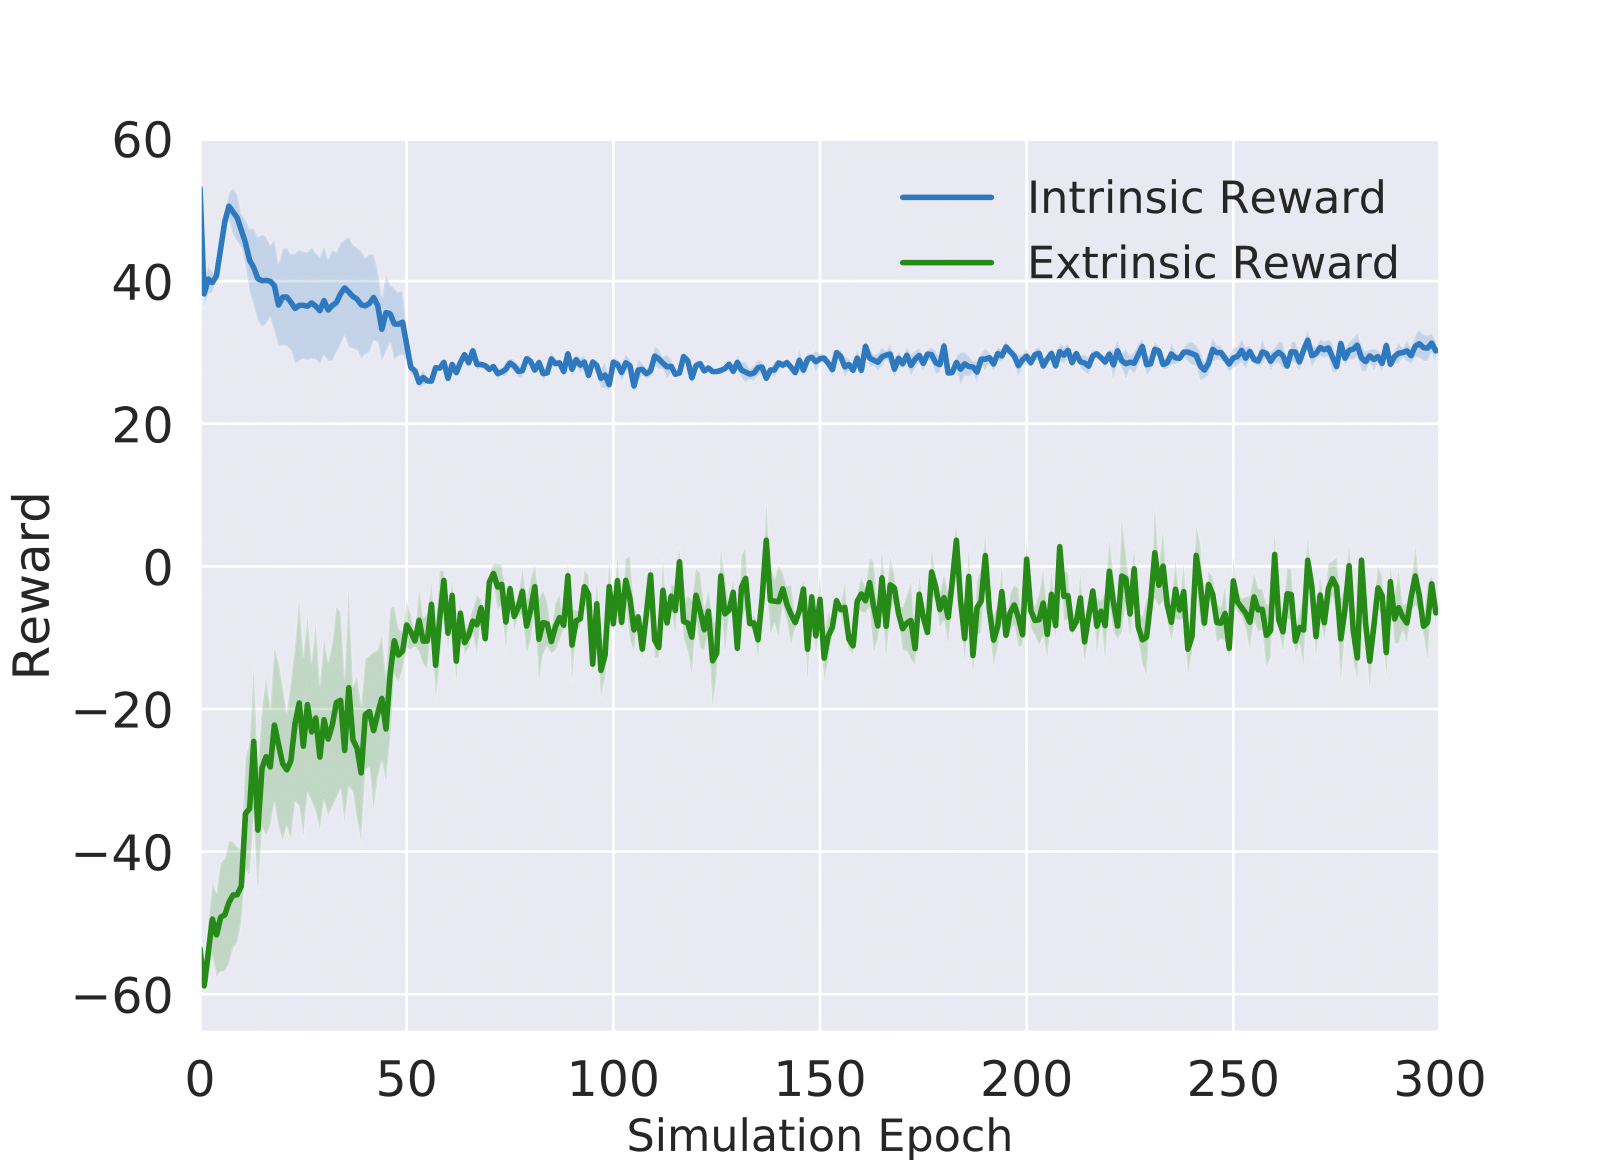 60
40
20
0
−20
−40
−60
Reward
Intrinsic Reward
Extrinsic Reward
0 50 100 150 200 250 300
Simulation Epoch